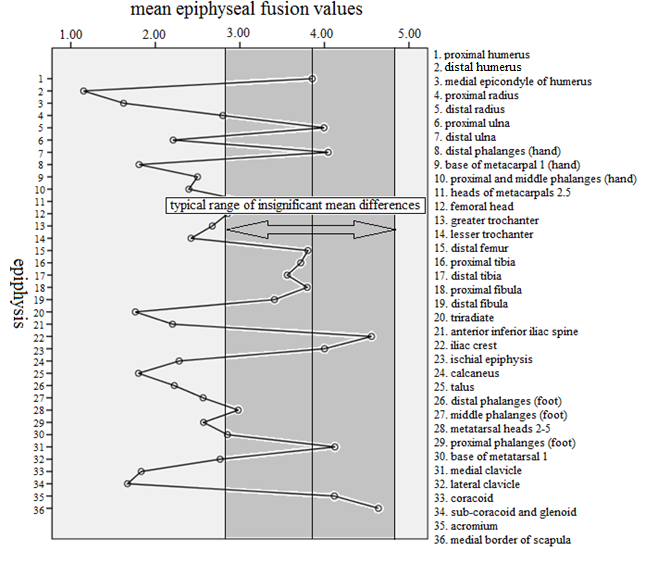 mean epiphyseal fusion values
1.00 2.00 3.00 4.00 5.00
1
2
3
4
5
6
7
8
9
10
11
12
13
14
15
16
17
18
19
20
21
22
23
24
25
26
27
28
29
30
31
32
33
34
35
36
epiphysis
typical range of insignificant mean differences
1. proximal humerus
2. distal humerus
3. medial epicondyle of humerus
4. proximal radius
5. distal radius
6. proximal ulna
7. distal ulna
8. distal phalanges (hand)
9. base of metacarpal 1 (hand)
10. proximal and middle phalanges (hand)
11. heads of metacarpals 2.5
12. femoral head
13. greater trochanter
14. lesser trochanter
15. distal femur
16. proximal tibia
17. distal tibia
18. proximal fibula
19. distal fibula
20. triradiate
21. anterior inferior iliac spine
22. iliac crest
23. ischial epiphysis
24. calcaneus
25. talus
26. distal phalanges (foot)
27. middle phalanges (foot)
28. metatarsal heads 2-5
29. proximal phalanges (foot)
30. base of metatarsal 1
31. medial clavicle
32. lateral clavicle
33. coracoid
34. sub-coracoid and glenoid
35. acromium
36. medial border of scapula